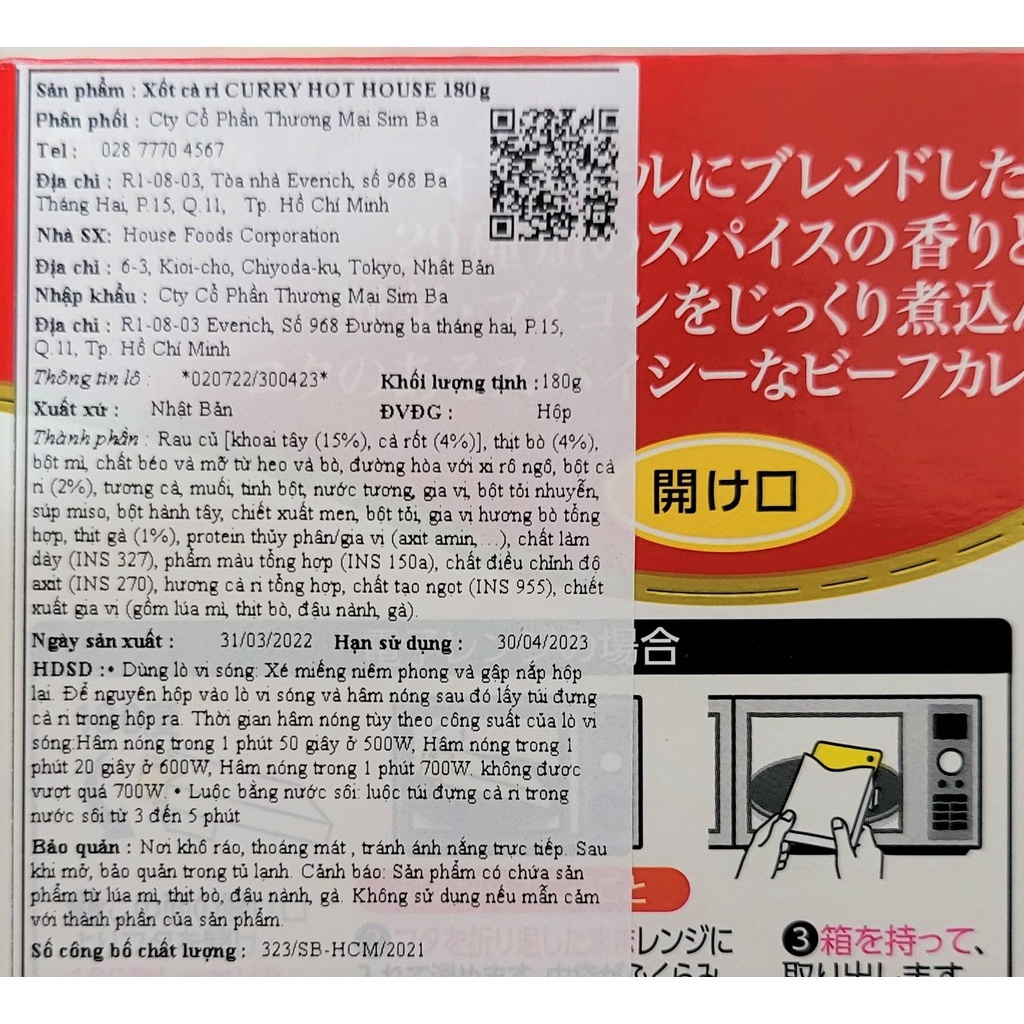 Sản phẩm : Xốt cà ri CURRY HOT HOUSE 180g
Phân phối : Cty Cổ Phần Thương Mại Sim Ba
Tel : 028 7770 4567
Địa chỉ : R1-08-03, Tòa nhà Everich, số 968 Ba
Tháng Hai, P.15, Q.11, Tp. Hồ Chí Minh
Nhà SX: House Foods Corporation
Địa chỉ : 6-3, Kioi-cho, Chiyoda-ku, Tokyo, Nhật Bản
Nhập khẩu : Cty Cổ Phần Thương Mại Sim Ba
Địa chỉ : R1-08-03 Everich, Số 968 Đường ba tháng hai, P.15,
Q.11, Tp. Hồ Chí Minh
Thông tin lô : *020722/300423* Khối lượng tịnh : 180g
Xuất xứ : Nhật Bản ĐVĐG : Hộp
Thành phần : Rau củ [khoai tây (15%), cà rốt (4%)], thịt bò (4%),
bột mì, chất béo và mỡ từ heo và bò, đường hòa với xi rô ngô, bột cà
ri (2%), tương cà, muối, tinh bột, nước tương, gia vị, bột tỏi nhuyễn,
súp miso, bột hành tây, chiết xuất men, bột tỏi, gia vị hương bò tổng
hợp, thịt gà (1%), protein thủy phân/gia vị (axit amin, ...), chất làm
dày (INS 327), phẩm màu tổng hợp (INS 150a), chất điều chỉnh độ
axit (INS 270), hương cà ri tổng hợp, chất tạo ngọt (INS 955), chiết
xuất gia vị (gồm lúa mì, thịt bò, đậu nành, gà).
Ngày sản xuất : 31/03/2022 Hạn sử dụng : 30/04/2023
HDSD :• Dùng lò vi sóng: Xé miếng niêm phong và gập nắp hộp
lại. Để nguyên hộp vào lò vi sóng và hâm nóng sau đó lấy túi đựng
cà ri trong hộp ra. Thời gian hâm nóng tùy theo công suất của lò vi
sóng:Hâm nóng trong 1 phút 50 giây ở 500W, Hâm nóng trong 1
phút 20 giây ở 600W, Hâm nóng trong 1 phút 700W. không được
vượt quá 700W. • Luộc bằng nước sôi: luộc túi đựng cà ri trong
nước sôi từ 3 đến 5 phút
Bảo quản : Nơi khô ráo, thoáng mát , tránh ánh nắng trực tiếp. Sau
khi mở, bảo quản trong tủ lạnh. Cảnh báo: Sản phẩm có chứa sản
phẩm từ lúa mì, thịt bò, đậu nành, gà. Không sử dụng nếu mẫn cảm
với thành phần của sản phẩm.
Số công bố chất lượng : 323/SB-HCM/2021
ルにブレンドした
のスパイスの香りと
ンをじっくり煮込ん
イシーなビーフカレ
開け口
場合
レンジに
❸箱を持って、
取り出します